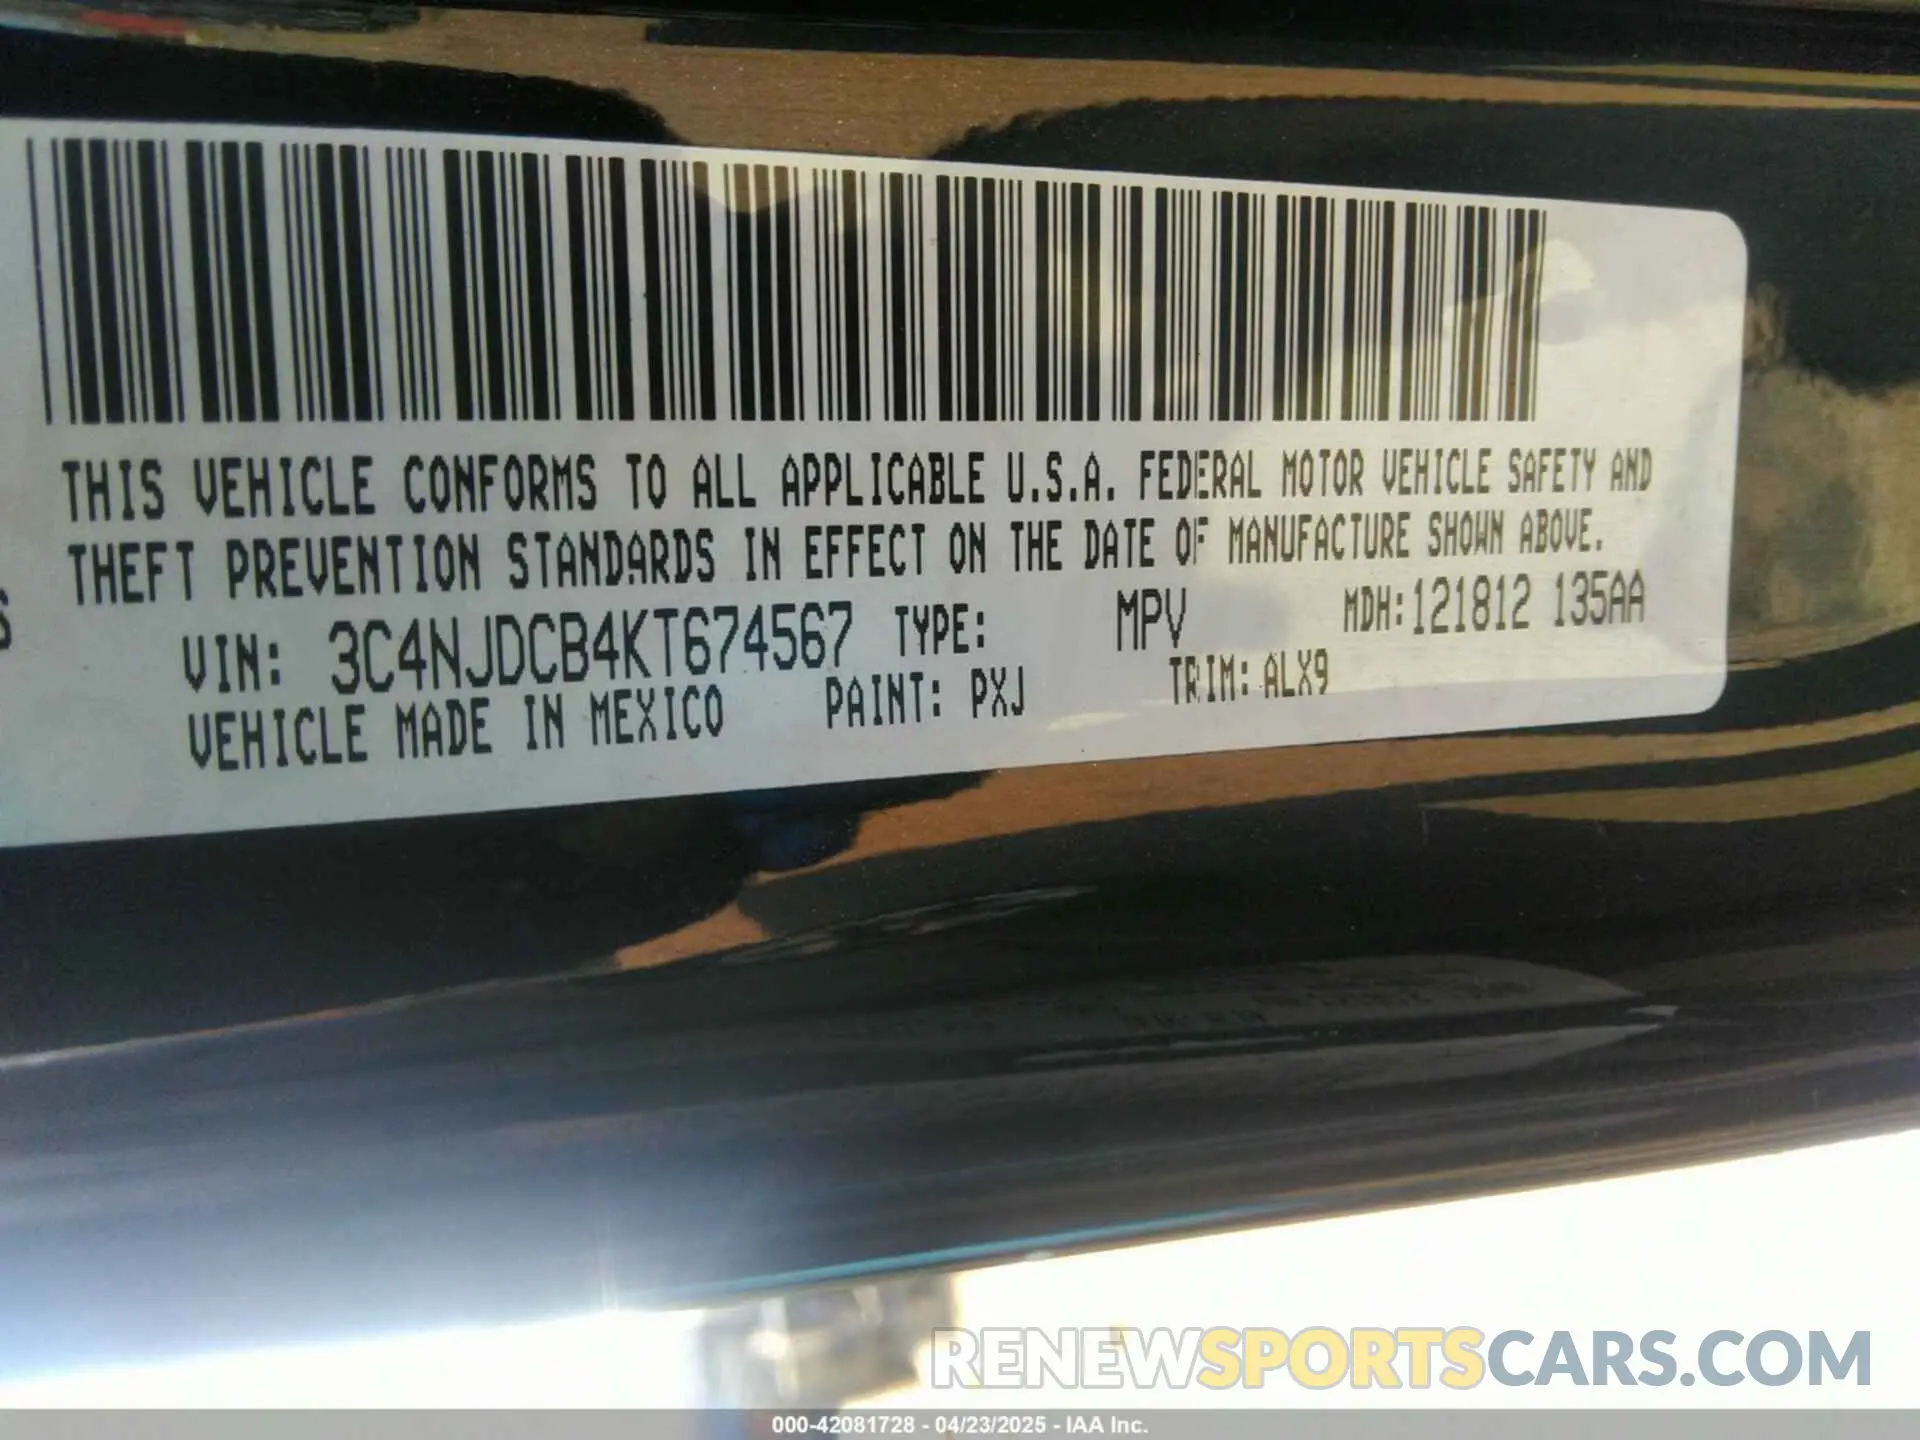 THIS VEHICLE CONFORMS TO ALL APPLICABLE U.S.A. FEDERAL MOTOR VEHICLE SAFETY AND
THEFT PREVENTION STANDARDS IN EFFECT ON THE DATE OF MANUFACTURE SHOWN ABOVE.
VIN: 3C4NJDCB4KT674567 TYPE: MPV MDH:121812 135AA
VEHICLE MADE IN MEXICO PAINT: PXJ TRIM: ALX9
RENEWSPORTSCARS.COM
000-42081728 - 04/23/2025 - IAA Inc.